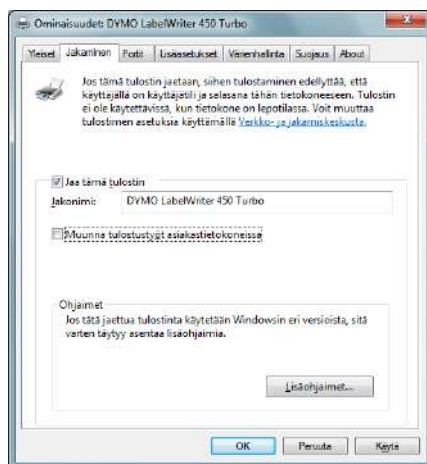 Ominaisuudet: DYMO LabelWriter 450 Turbo
Yleiset Jakaminen Portit Lisäasetukset Värienhallinta Suojaus About
Jos tämä tulostin jaetaan, siihen tulostaminen edellyttää, että
käyttäjällä on käyttäjätili ja salasana tähän tietokoneeseen. Tulostin
ei ole käytettävissä, kun tietokone on lepotilassa. Voit muuttaa
tulostimen asetuksia käyttämällä Verkko- ja jakamiskeskusta.
Jaa tämä tulostin
Jakonimi: DYMO LabelWriter 450 Turbo
Muunna tulostustyöt asiakastietokoneissa
Ohjaimet
Jos tätä jaettua tulostinta käytetään Windowsin eri versioista, sitä
varten täytyy asentaa lisäohjaimia.
Lisäohjaimet...
OK Peruuta Käytä